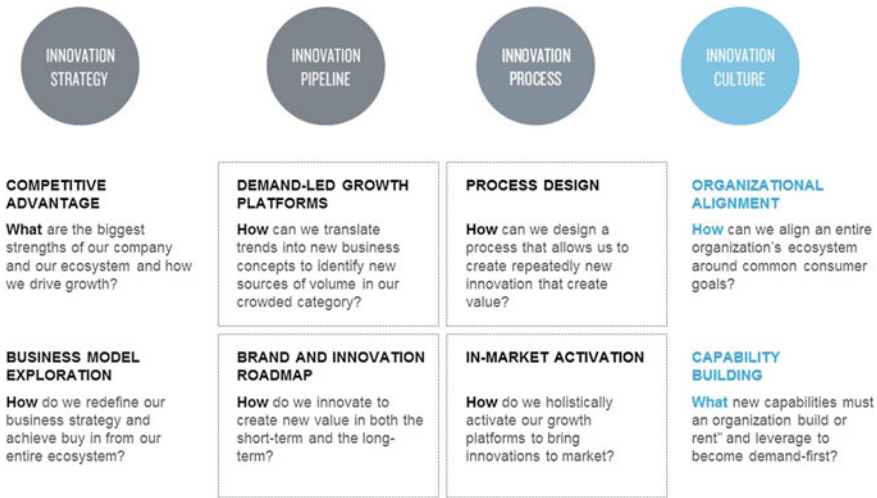 INNOVATION
STRATEGY
INNOVATION
PIPELINE
INNOVATION
PROCESS
INNOVATION
CULTURE
COMPETITIVE
ADVANTAGE
What are the biggest
strengths of our company
and our ecosystem and how
we drive growth?
DEMAND-LED GROWTH
PLATFORMS
How can we translate
trends into new business
concepts to identify new
sources of volume in our
crowded category?
PROCESS DESIGN
How can we design a
process that allows us to
create repeatedly new
innovation that create
value?
ORGANIZATIONAL
ALIGNMENT
How can we align an entire
organization's ecosystem
around common consumer
goals?
BUSINESS MODEL
EXPLORATION
How do we redefine our
business strategy and
achieve buy in from our
entire ecosystem?
BRAND AND INNOVATION
ROADMAP
How do we innovate to
create new value in both the
short-term and the long-
term?
IN-MARKET ACTIVATION
How do we holistically
activate our growth
platforms to bring
innovations to market?
CAPABILITY
BUILDING
What new capabilities must
an organization build or
rent" and leverage to
become demand-first?